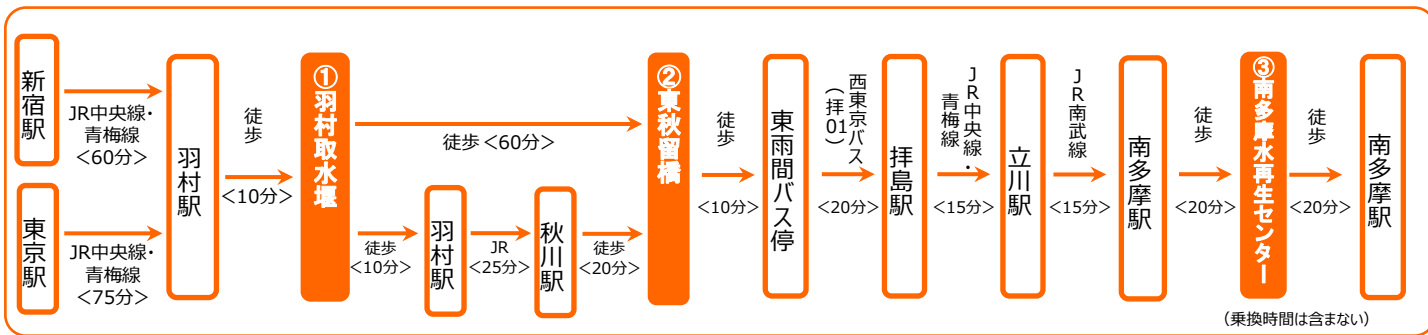 新宿駅
JR中央線・
青梅線
<60分>
東京駅
JR中央線・
青梅線
<75分>
羽村駅
徒歩
<10分>
①羽村取水堰
徒歩 <60分>
徒歩
<10分>
羽村駅
JR
<25分>
秋川駅
徒歩
<20分>
②東秋留橋
徒歩
<10分>
東雨間バス停
西東京バス
(拝01)
<20分>
拝島駅
JR中央線・
青梅線
<15分>
立川駅
JR南武線
<15分>
南多摩駅
徒歩
<20分>
③南多摩水再生センター
徒歩
<20分>
南多摩駅
(乗換時間は含まない)